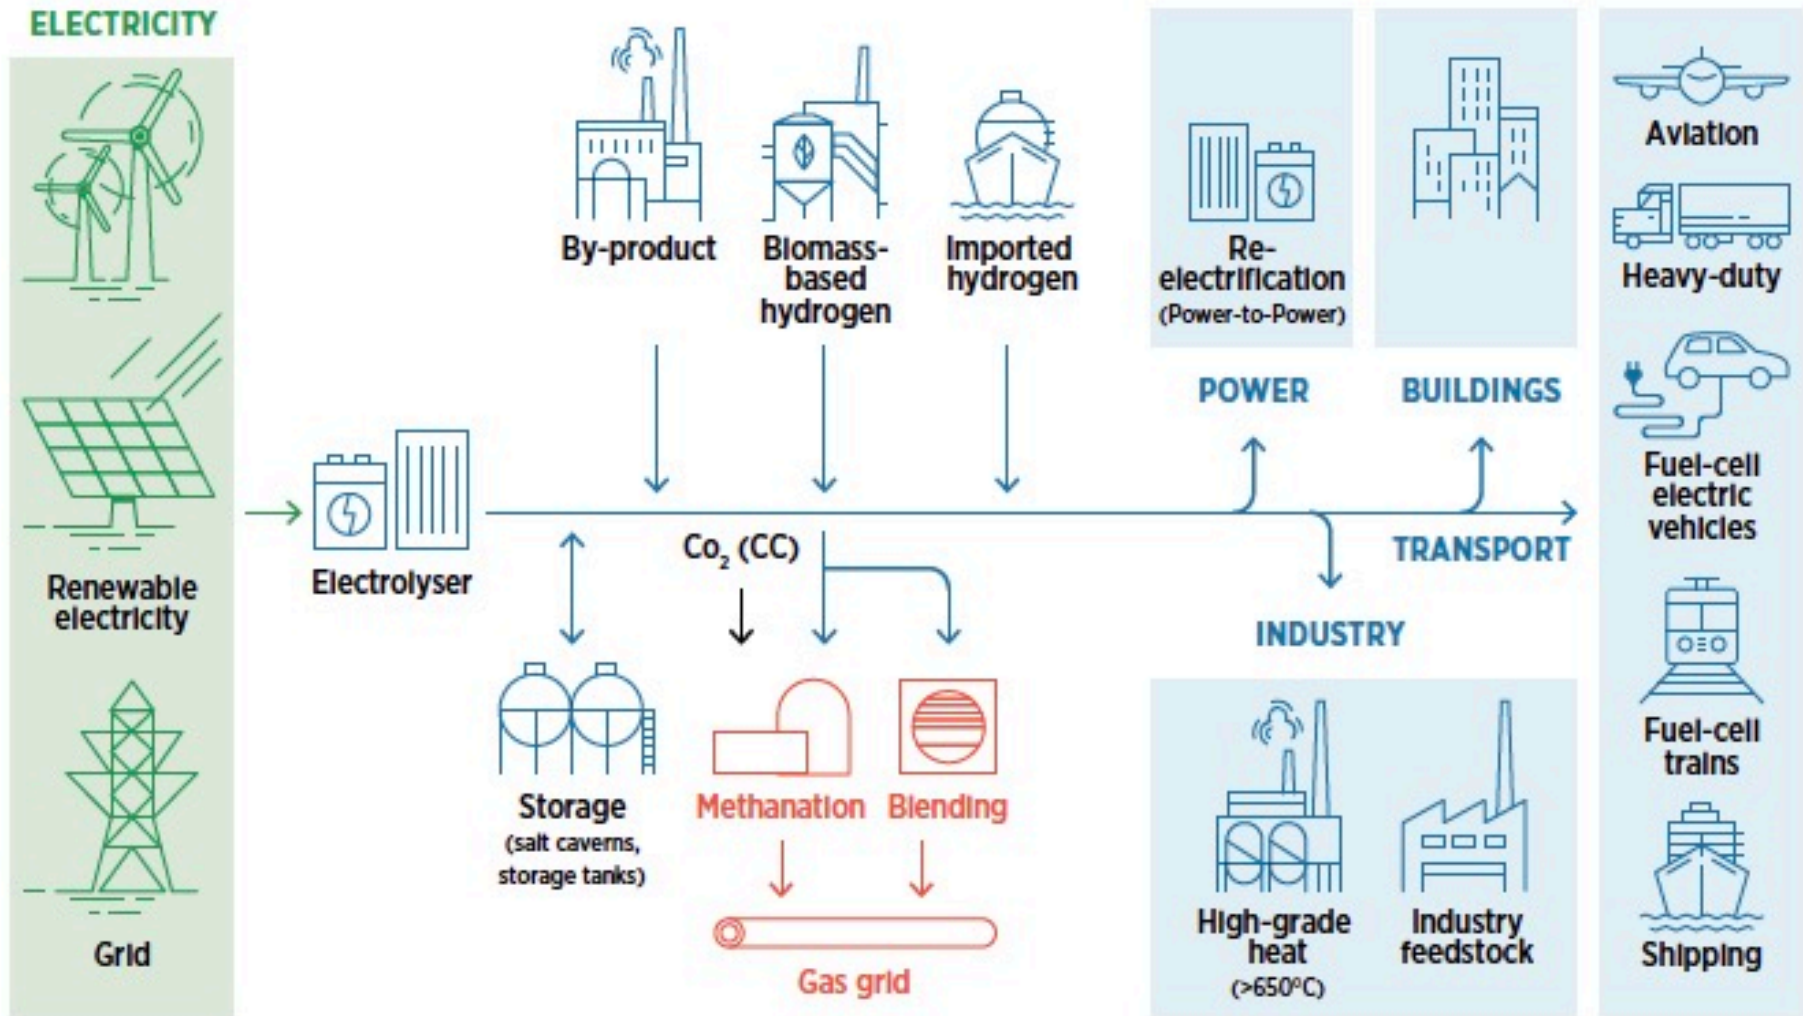 ELECTRICITY
Renewable
electricity
Grid
Electrolyser
By-product
Biomass-
based
hydrogen
Imported
hydrogen
Co₂ (CC)
Storage
(salt caverns,
storage tanks)
Methanation
Blending
Gas grid
Re-
electrification
(Power-to-Power)
POWER
BUILDINGS
TRANSPORT
INDUSTRY
High-grade
heat
(>650ºC)
Industry
feedstock
Aviation
Heavy-duty
Fuel-cell
electric
vehicles
Fuel-cell
trains
Shipping